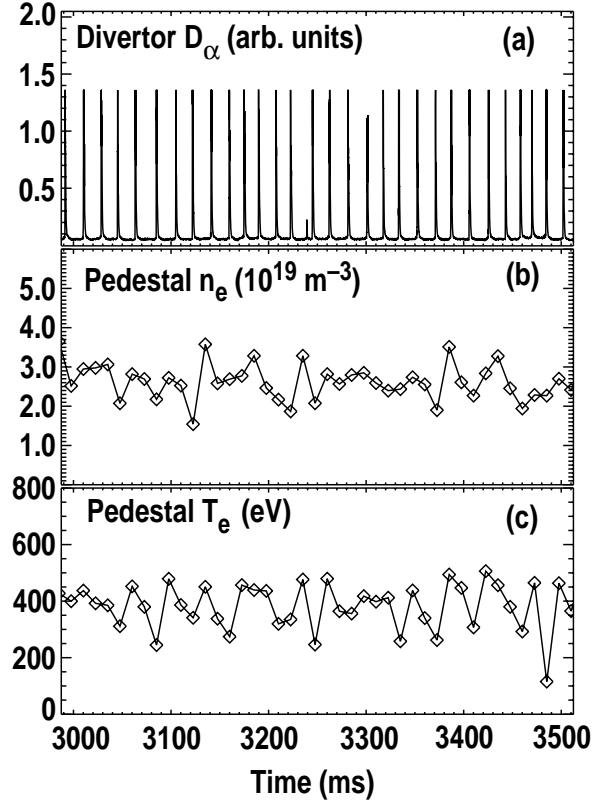 2.0
Divertor Dα (arb. units)
(a)
1.5
1.0
0.5
Pedestal ne (10^19 m^–3)
(b)
5.0
4.0
3.0
2.0
1.0
800
Pedestal Te (eV)
(c)
600
400
200
0
3000 3100 3200 3300 3400 3500
Time (ms)